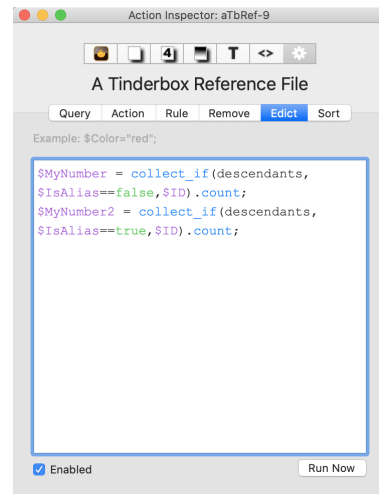 Action Inspector: aTbRef-9
4 T <>
A Tinderbox Reference File
Query Action Rule Remove Edict Sort
Example: $Color="red";
$MyNumber = collect_if(descendants,
$IsAlias==false,$ID).count;
$MyNumber2 = collect_if(descendants,
$IsAlias==true,$ID).count;
Enabled Run Now